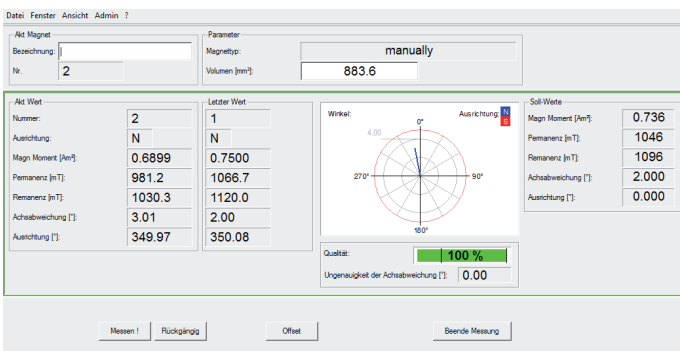 Datei Fenster Ansicht Admin ?
Akt Magnet
Bezeichnung:
Nr. 2
Parameter
Magnettyp: manually
Volumen [mm³]: 883.6
Akt Wert
Nummer: 2
Ausrichtung: N
Magn Moment [Am²]: 0.6899
Permanenz [mT]: 981.2
Remanenz [mT]: 1030.3
Achsabweichung [°]: 3.01
Ausrichtung [°]: 349.97
Letzter Wert
1
N
0.7500
1066.7
1120.0
2.00
350.08
Winkel: Ausrichtung: N
S
0°
4.00
270° 90°
180°
Qualität: 100 %
Ungenauigkeit der Achsabweichung [°]: 0.00
Soll-Werte
Magn Moment [Am²]: 0.736
Permanenz [mT]: 1046
Remanenz [mT]: 1096
Achsabweichung [°]: 2.000
Ausrichtung [°]: 0.000
Messen ! Rückgängig Offset Beende Messung